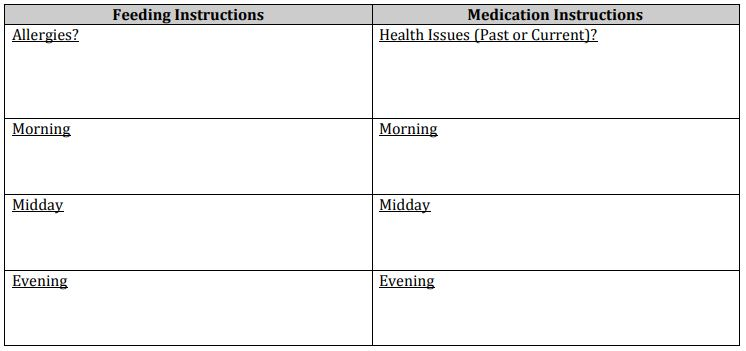 Feeding Instructions
Medication Instructions
Allergies?
Health Issues (Past or Current)?
Morning
Morning
Midday
Midday
Evening
Evening